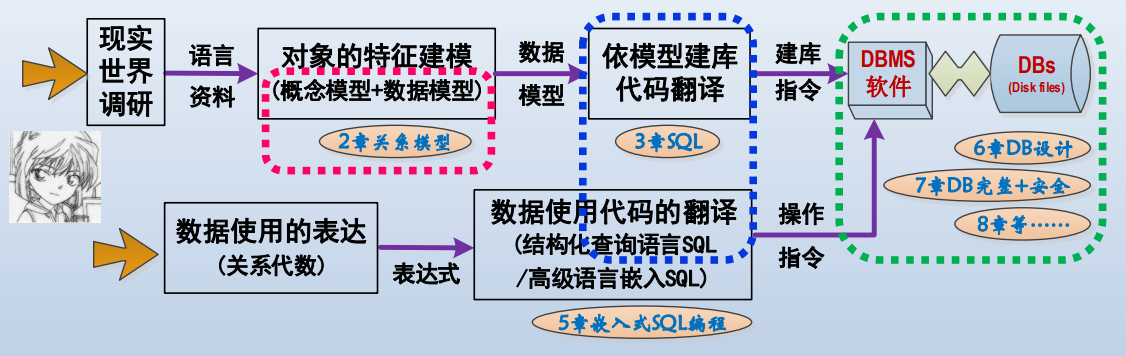 现实
世界
调研
语言
资料
对象的特征建模
(概念模型+数据模型)
2章关系模型
数据
模型
依模型建库
代码翻译
3章SQL
建库
指令
DBMS
软件
DBs
(Disk files)
6章DB设计
7章DB完整+安全
8章等……
数据使用的表达
(关系代数)
表达式
数据使用代码的翻译
(结构化查询语言SQL
/高级语言嵌入SQL)
5章嵌入式SQL编程
操作
指令